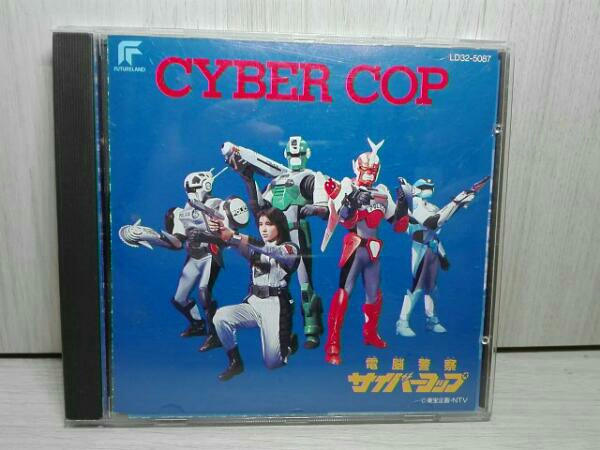 FUTURELAND
LD32-5087
CYBER COP
POLICE
電脳警察
サイバーコップ
©東宝企画・NTV